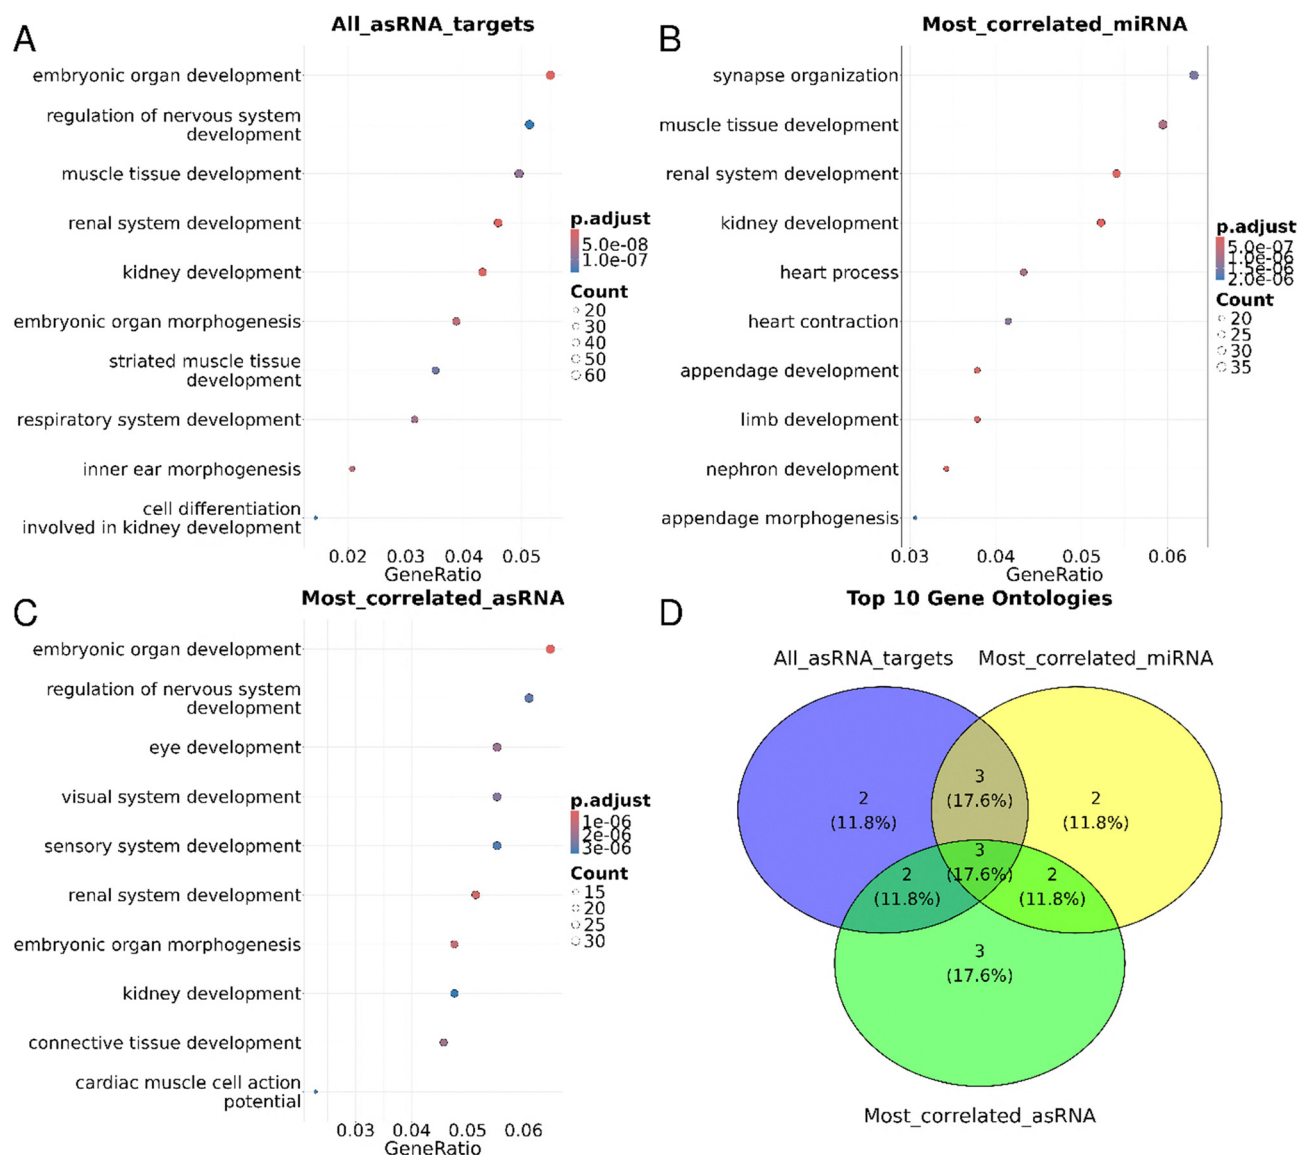 A
All_asRNA_targets
embryonic organ development
regulation of nervous system
development
muscle tissue development
renal system development
kidney development
embryonic organ morphogenesis
striated muscle tissue
development
respiratory system development
inner ear morphogenesis
cell differentiation
involved in kidney development
0.02 0.03 0.04 0.05
GeneRatio
p.adjust
5.0e-08
1.0e-07
Count
20
30
40
50
60
B
Most_correlated_miRNA
synapse organization
muscle tissue development
renal system development
kidney development
heart process
heart contraction
appendage development
limb development
nephron development
appendage morphogenesis
0.03 0.04 0.05 0.06
GeneRatio
p.adjust
5.0e-07
1.0e-06
1.5e-06
2.0e-06
Count
20
25
30
35
C
Most_correlated_asRNA
embryonic organ development
regulation of nervous system
development
eye development
visual system development
sensory system development
renal system development
embryonic organ morphogenesis
kidney development
connective tissue development
cardiac muscle cell action
potential
0.03 0.04 0.05 0.06
GeneRatio
p.adjust
1e-06
2e-06
3e-06
Count
15
20
25
30
D
Top 10 Gene Ontologies
All_asRNA_targets Most_correlated_miRNA
3
(17.6%)
2
(11.8%)
2
(11.8%)
3
(17.6%)
2
(11.8%)
2
(11.8%)
3
(17.6%)
Most_correlated_asRNA